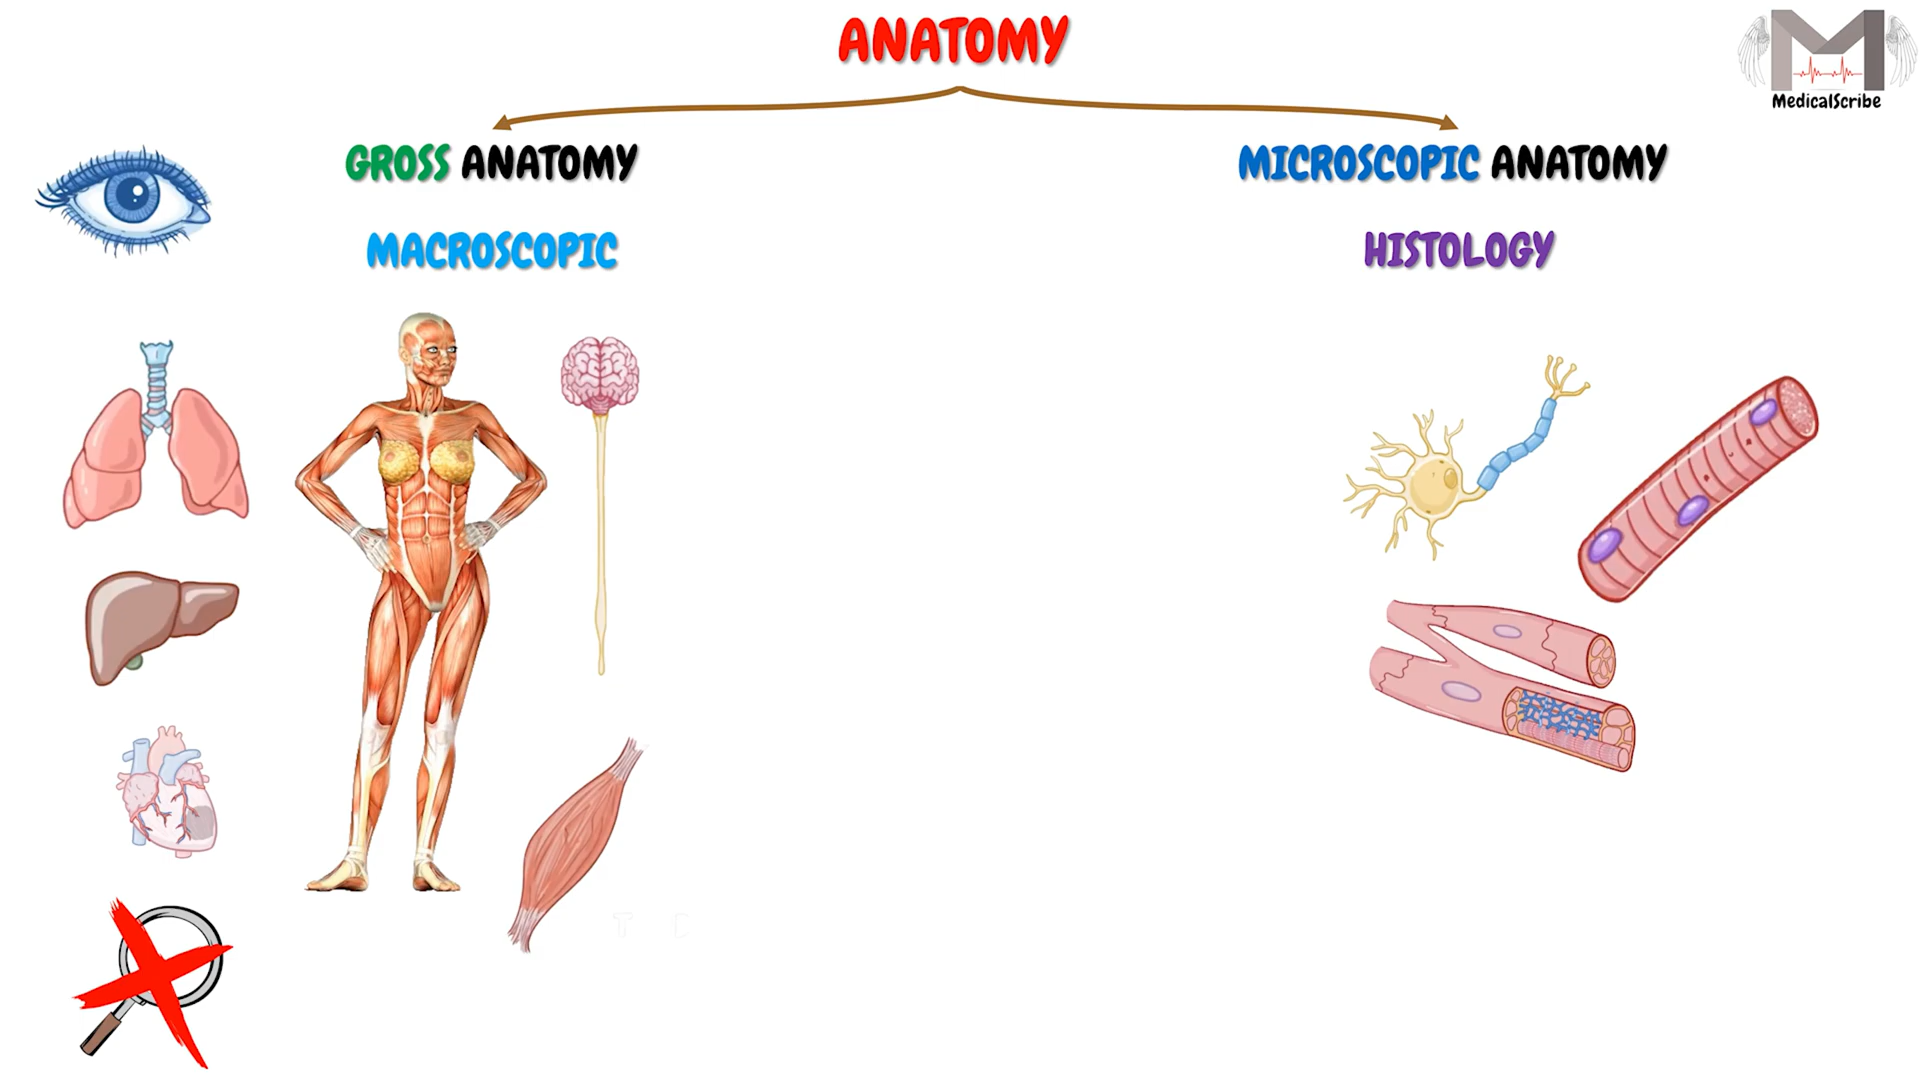 ANATOMY
MedicalScribe
GROSS ANATOMY
MICROSCOPIC ANATOMY
MACROSCOPIC
HISTOLOGY